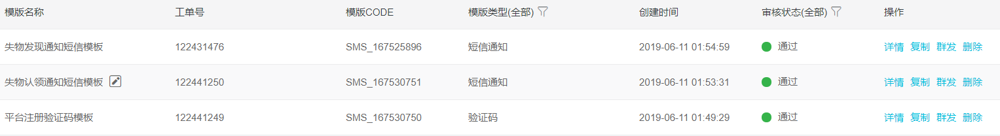 模版名称 工单号 模版CODE 模版类型(全部) 创建时间 审核状态(全部) 操作
失物发现通知短信模板 122431476 SMS_167525896 短信通知 2019-06-11 01:54:59 通过 详情 复制 群发 删除
失物认领通知短信模板 122441250 SMS_167530751 短信通知 2019-06-11 01:53:31 通过 详情 复制 群发 删除
平台注册验证码模板 122441249 SMS_167530750 验证码 2019-06-11 01:49:29 通过 详情 复制 群发 删除